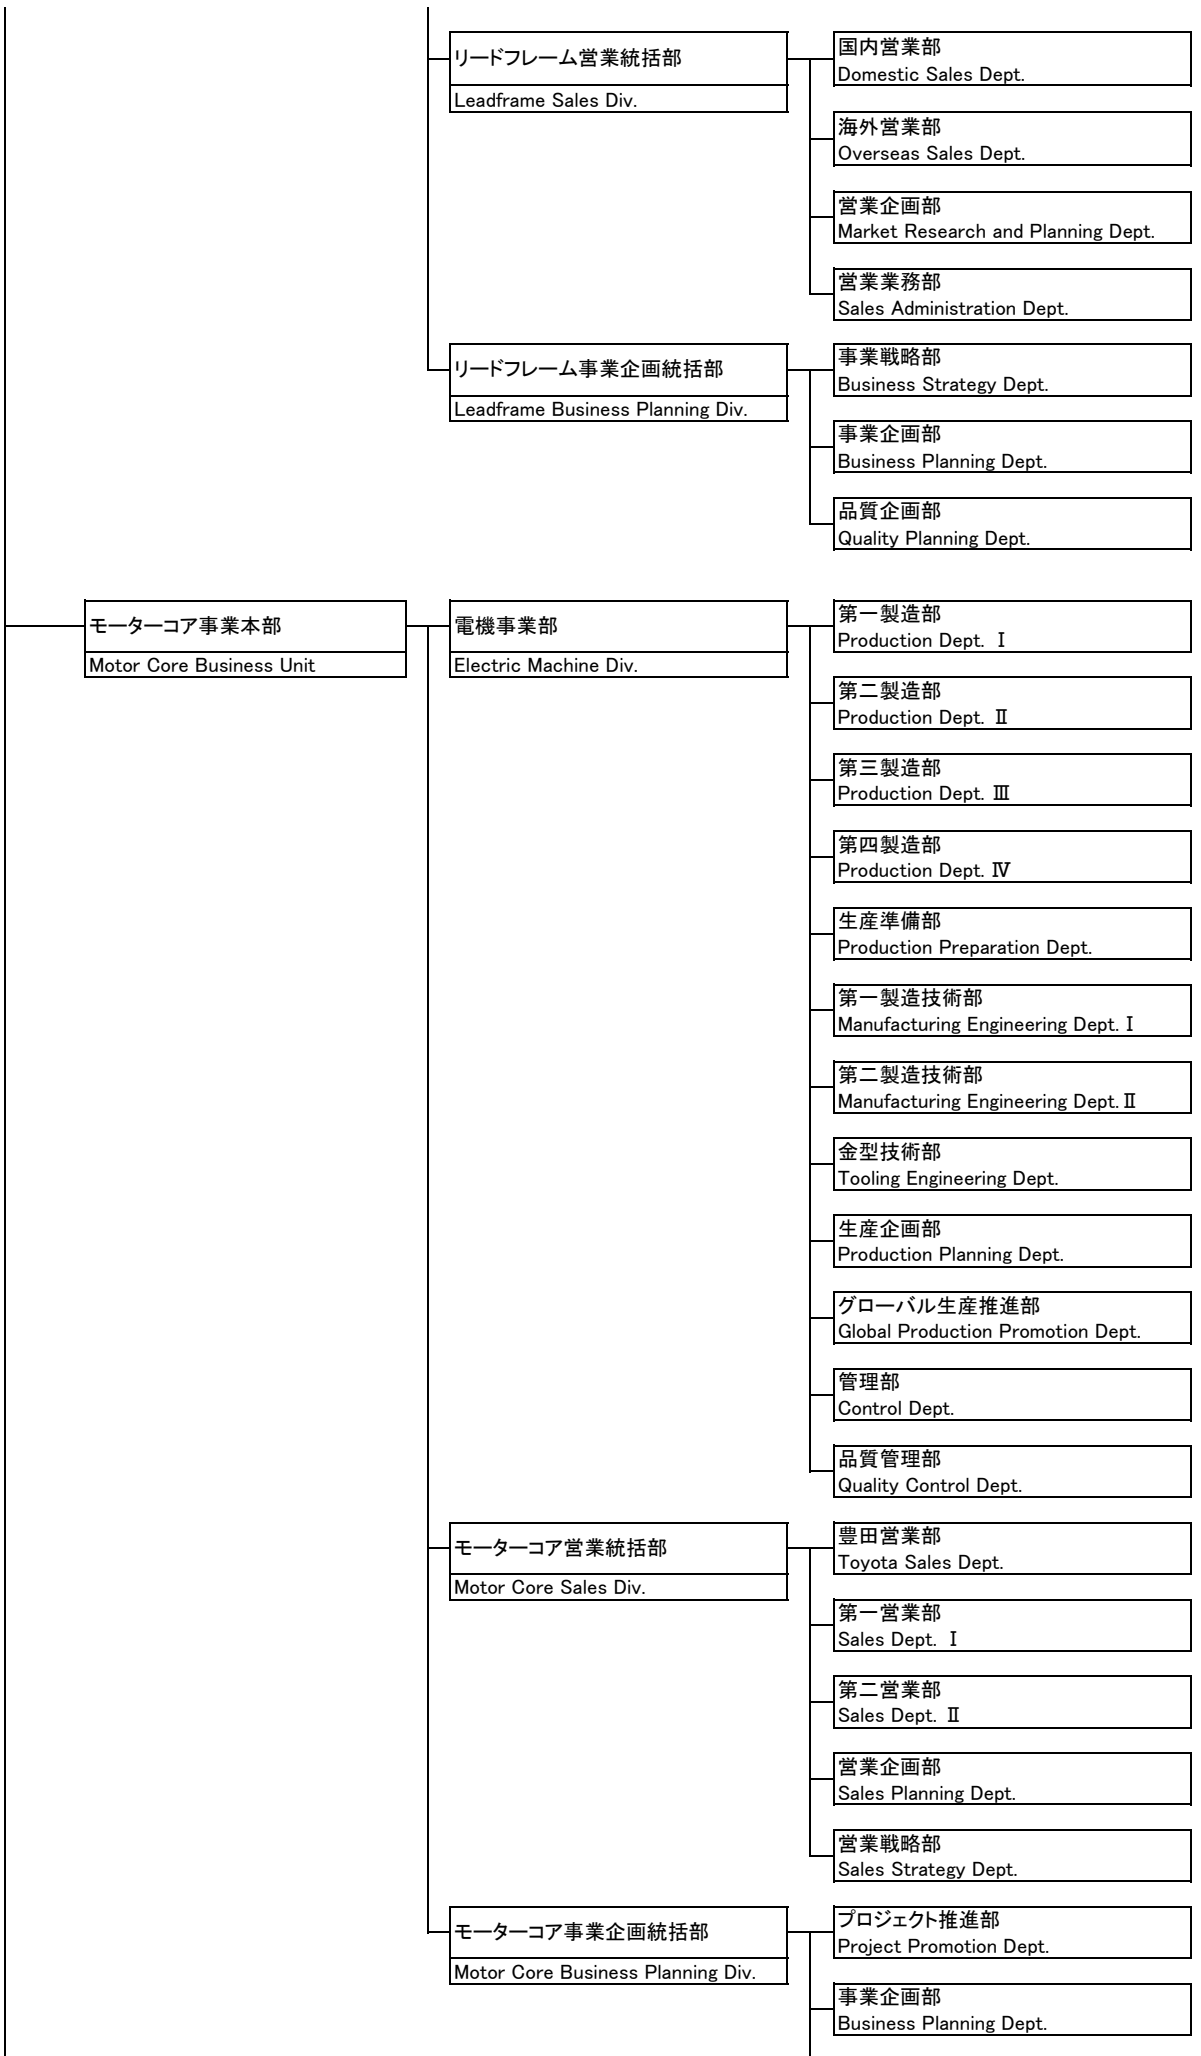 リードフレーム営業統括部
Leadframe Sales Div.
国内営業部
Domestic Sales Dept.
海外営業部
Overseas Sales Dept.
営業企画部
Market Research and Planning Dept.
営業業務部
Sales Administration Dept.
リードフレーム事業企画統括部
Leadframe Business Planning Div.
事業戦略部
Business Strategy Dept.
事業企画部
Business Planning Dept.
品質企画部
Quality Planning Dept.
モーターコア事業本部
Motor Core Business Unit
電機事業部
Electric Machine Div.
第一製造部
Production Dept. Ⅰ
第二製造部
Production Dept. Ⅱ
第三製造部
Production Dept. Ⅲ
第四製造部
Production Dept. Ⅳ
生産準備部
Production Preparation Dept.
第一製造技術部
Manufacturing Engineering Dept. Ⅰ
第二製造技術部
Manufacturing Engineering Dept. Ⅱ
金型技術部
Tooling Engineering Dept.
生産企画部
Production Planning Dept.
グローバル生産推進部
Global Production Promotion Dept.
管理部
Control Dept.
品質管理部
Quality Control Dept.
モーターコア営業統括部
Motor Core Sales Div.
豊田営業部
Toyota Sales Dept.
第一営業部
Sales Dept. Ⅰ
第二営業部
Sales Dept. Ⅱ
営業企画部
Sales Planning Dept.
営業戦略部
Sales Strategy Dept.
モーターコア事業企画統括部
Motor Core Business Planning Div.
プロジェクト推進部
Project Promotion Dept.
事業企画部
Business Planning Dept.